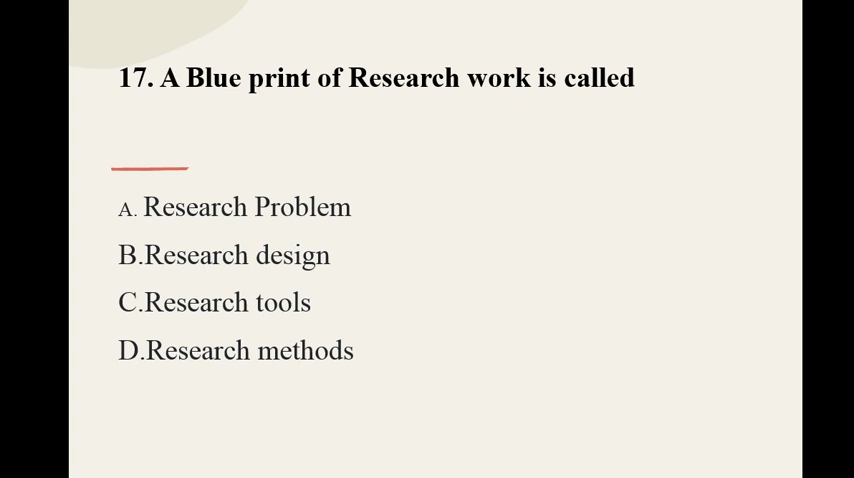 17. A Blue print of Research work is called
A. Research Problem
B.Research design
C.Research tools
D.Research methods